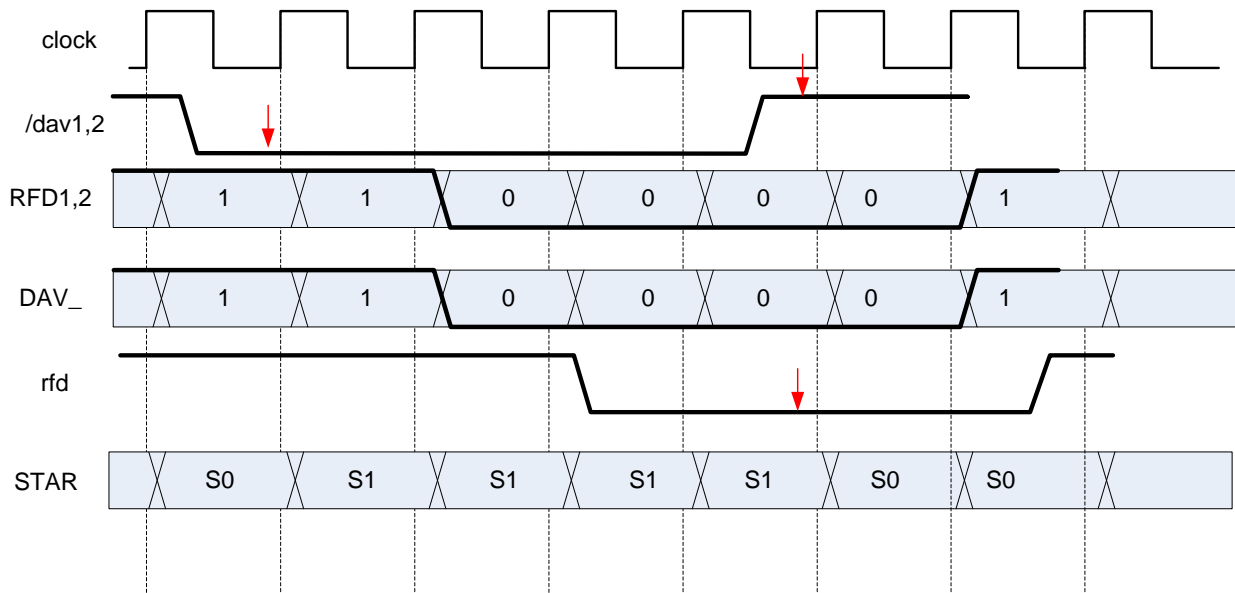 clock
/dav1,2
RFD1,2 1 1 0 0 0 0 1
DAV_ 1 1 0 0 0 0 1
rfd
STAR S0 S1 S1 S1 S1 S0 S0